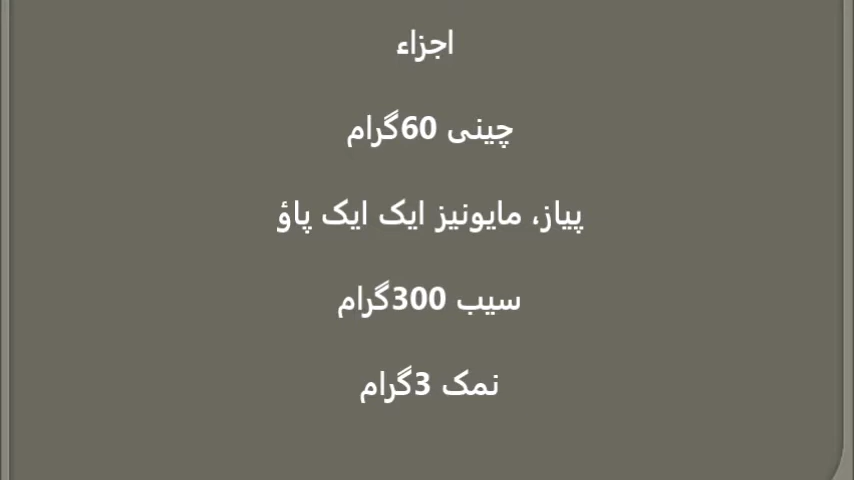 اجزاء
چینی 60گرام
پیاز، مایونیز ایک ایک پاؤ
سیب 300گرام
نمک 3گرام